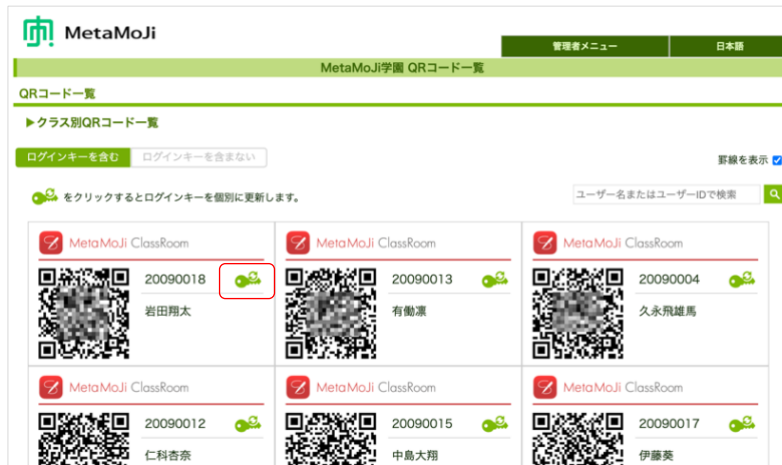 MetaMoJi
管理者メニュー 日本語
MetaMoJi学園 QRコード一覧
QRコード一覧
▶クラス別QRコード一覧
ログインキーを含む ログインキーを含まない
罫線を表示
をクリックするとログインキーを個別に更新します。
ユーザー名またはユーザーIDで検索
MetaMoJi ClassRoom MetaMoJi ClassRoom MetaMoJi ClassRoom
20090018 20090013 20090004
岩田翔太 有働凛 久永飛雄馬
MetaMoJi ClassRoom MetaMoJi ClassRoom MetaMoJi ClassRoom
20090012 20090015 20090017
仁科杏奈 中島大翔 伊藤葵